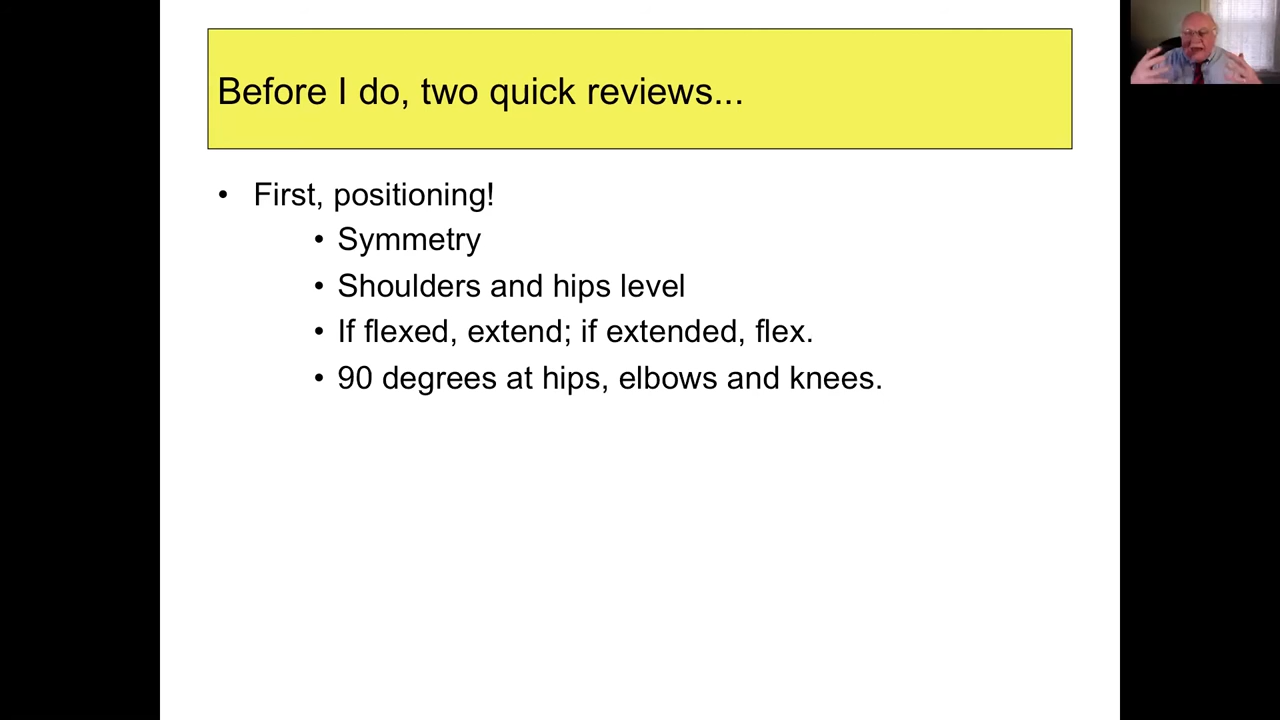 Before I do, two quick reviews...
• First, positioning!
• Symmetry
• Shoulders and hips level
• If flexed, extend; if extended, flex.
• 90 degrees at hips, elbows and knees.